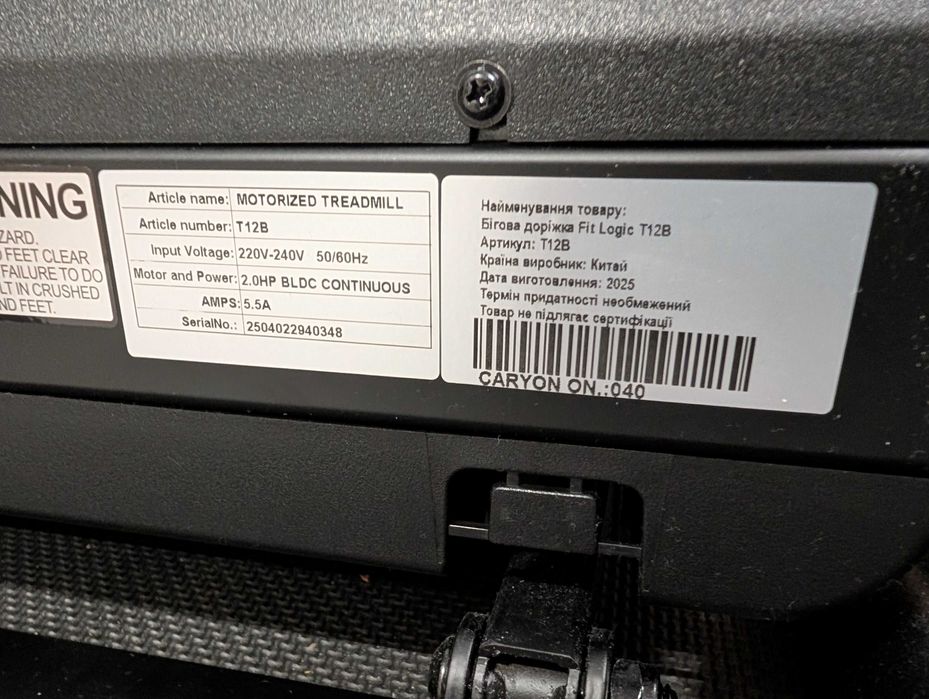 NING
ZARD.
FEET CLEAR
FAILURE TO DO
LT IN CRUSHED
ND FEET.
Article name: MOTORIZED TREADMILL
Article number: T12B
Input Voltage: 220V-240V 50/60Hz
Motor and Power: 2.0HP BLDC CONTINUOUS
AMPS: 5.5A
SerialNo.: 2504022940348
Найменування товару:
Бігова доріжка Fit Logic T12B
Артикул: T12B
Країна виробник: Китай
Дата виготовлення: 2025
Термін придатності необмежений
Товар не підлягає сертифікації
CARYON ON.:040